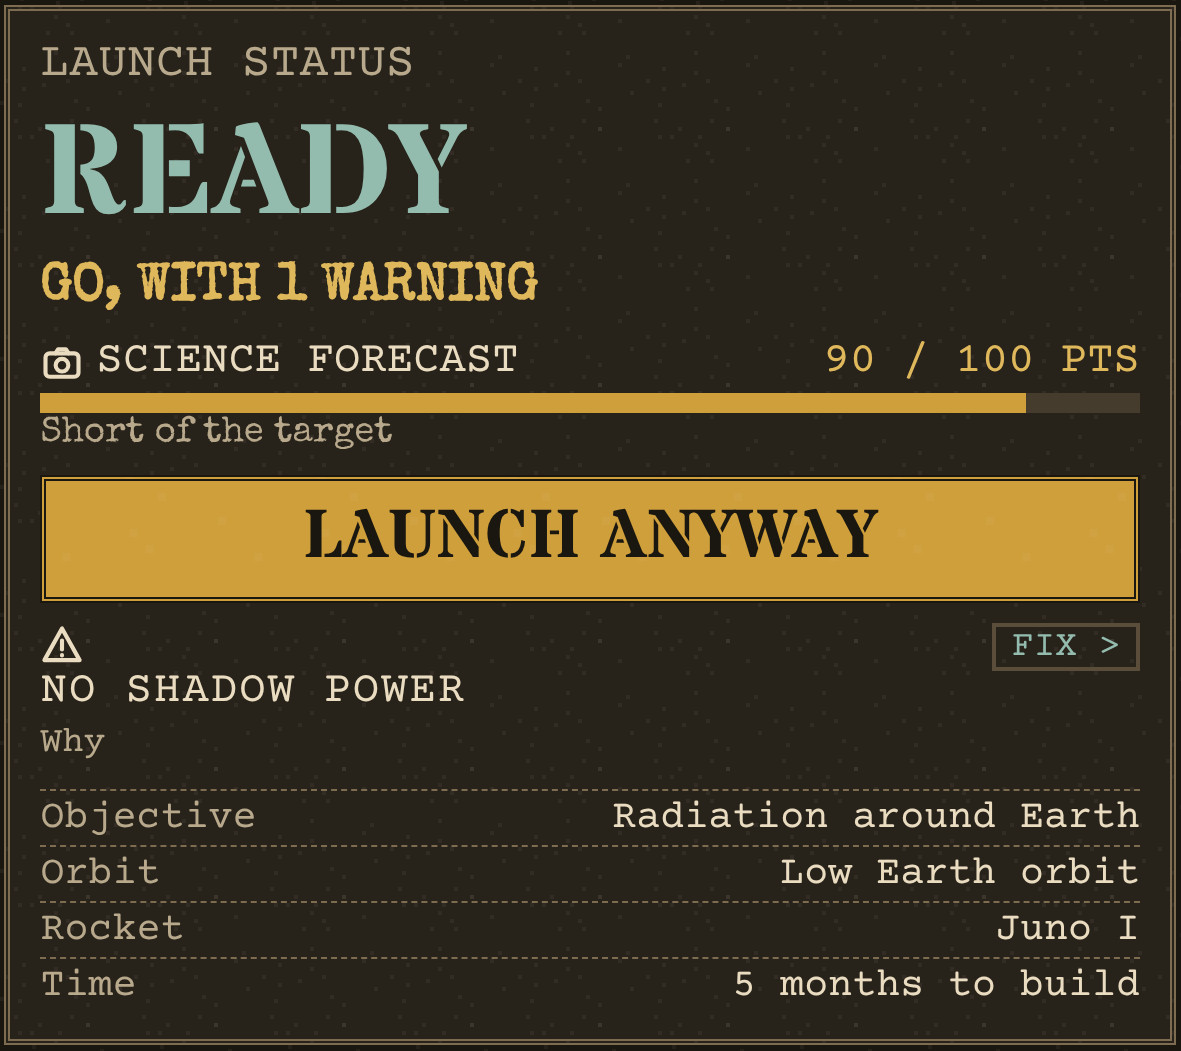 LAUNCH STATUS
READY
GO, WITH 1 WARNING
SCIENCE FORECAST 90 / 100 PTS
Short of the target
LAUNCH ANYWAY
FIX >
NO SHADOW POWER
Why
Objective Radiation around Earth
Orbit Low Earth orbit
Rocket Juno I
Time 5 months to build